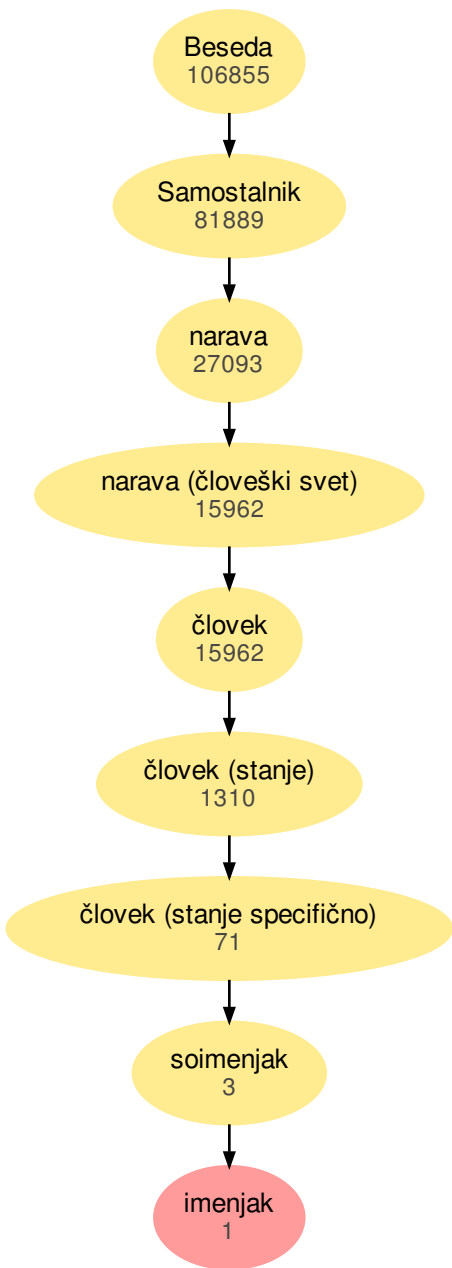 Beseda
106855
Samostalnik
81889
narava
27093
narava (človeški svet)
15962
človek
15962
človek (stanje)
1310
človek (stanje specifično)
71
soimenjak
3
imenjak
1